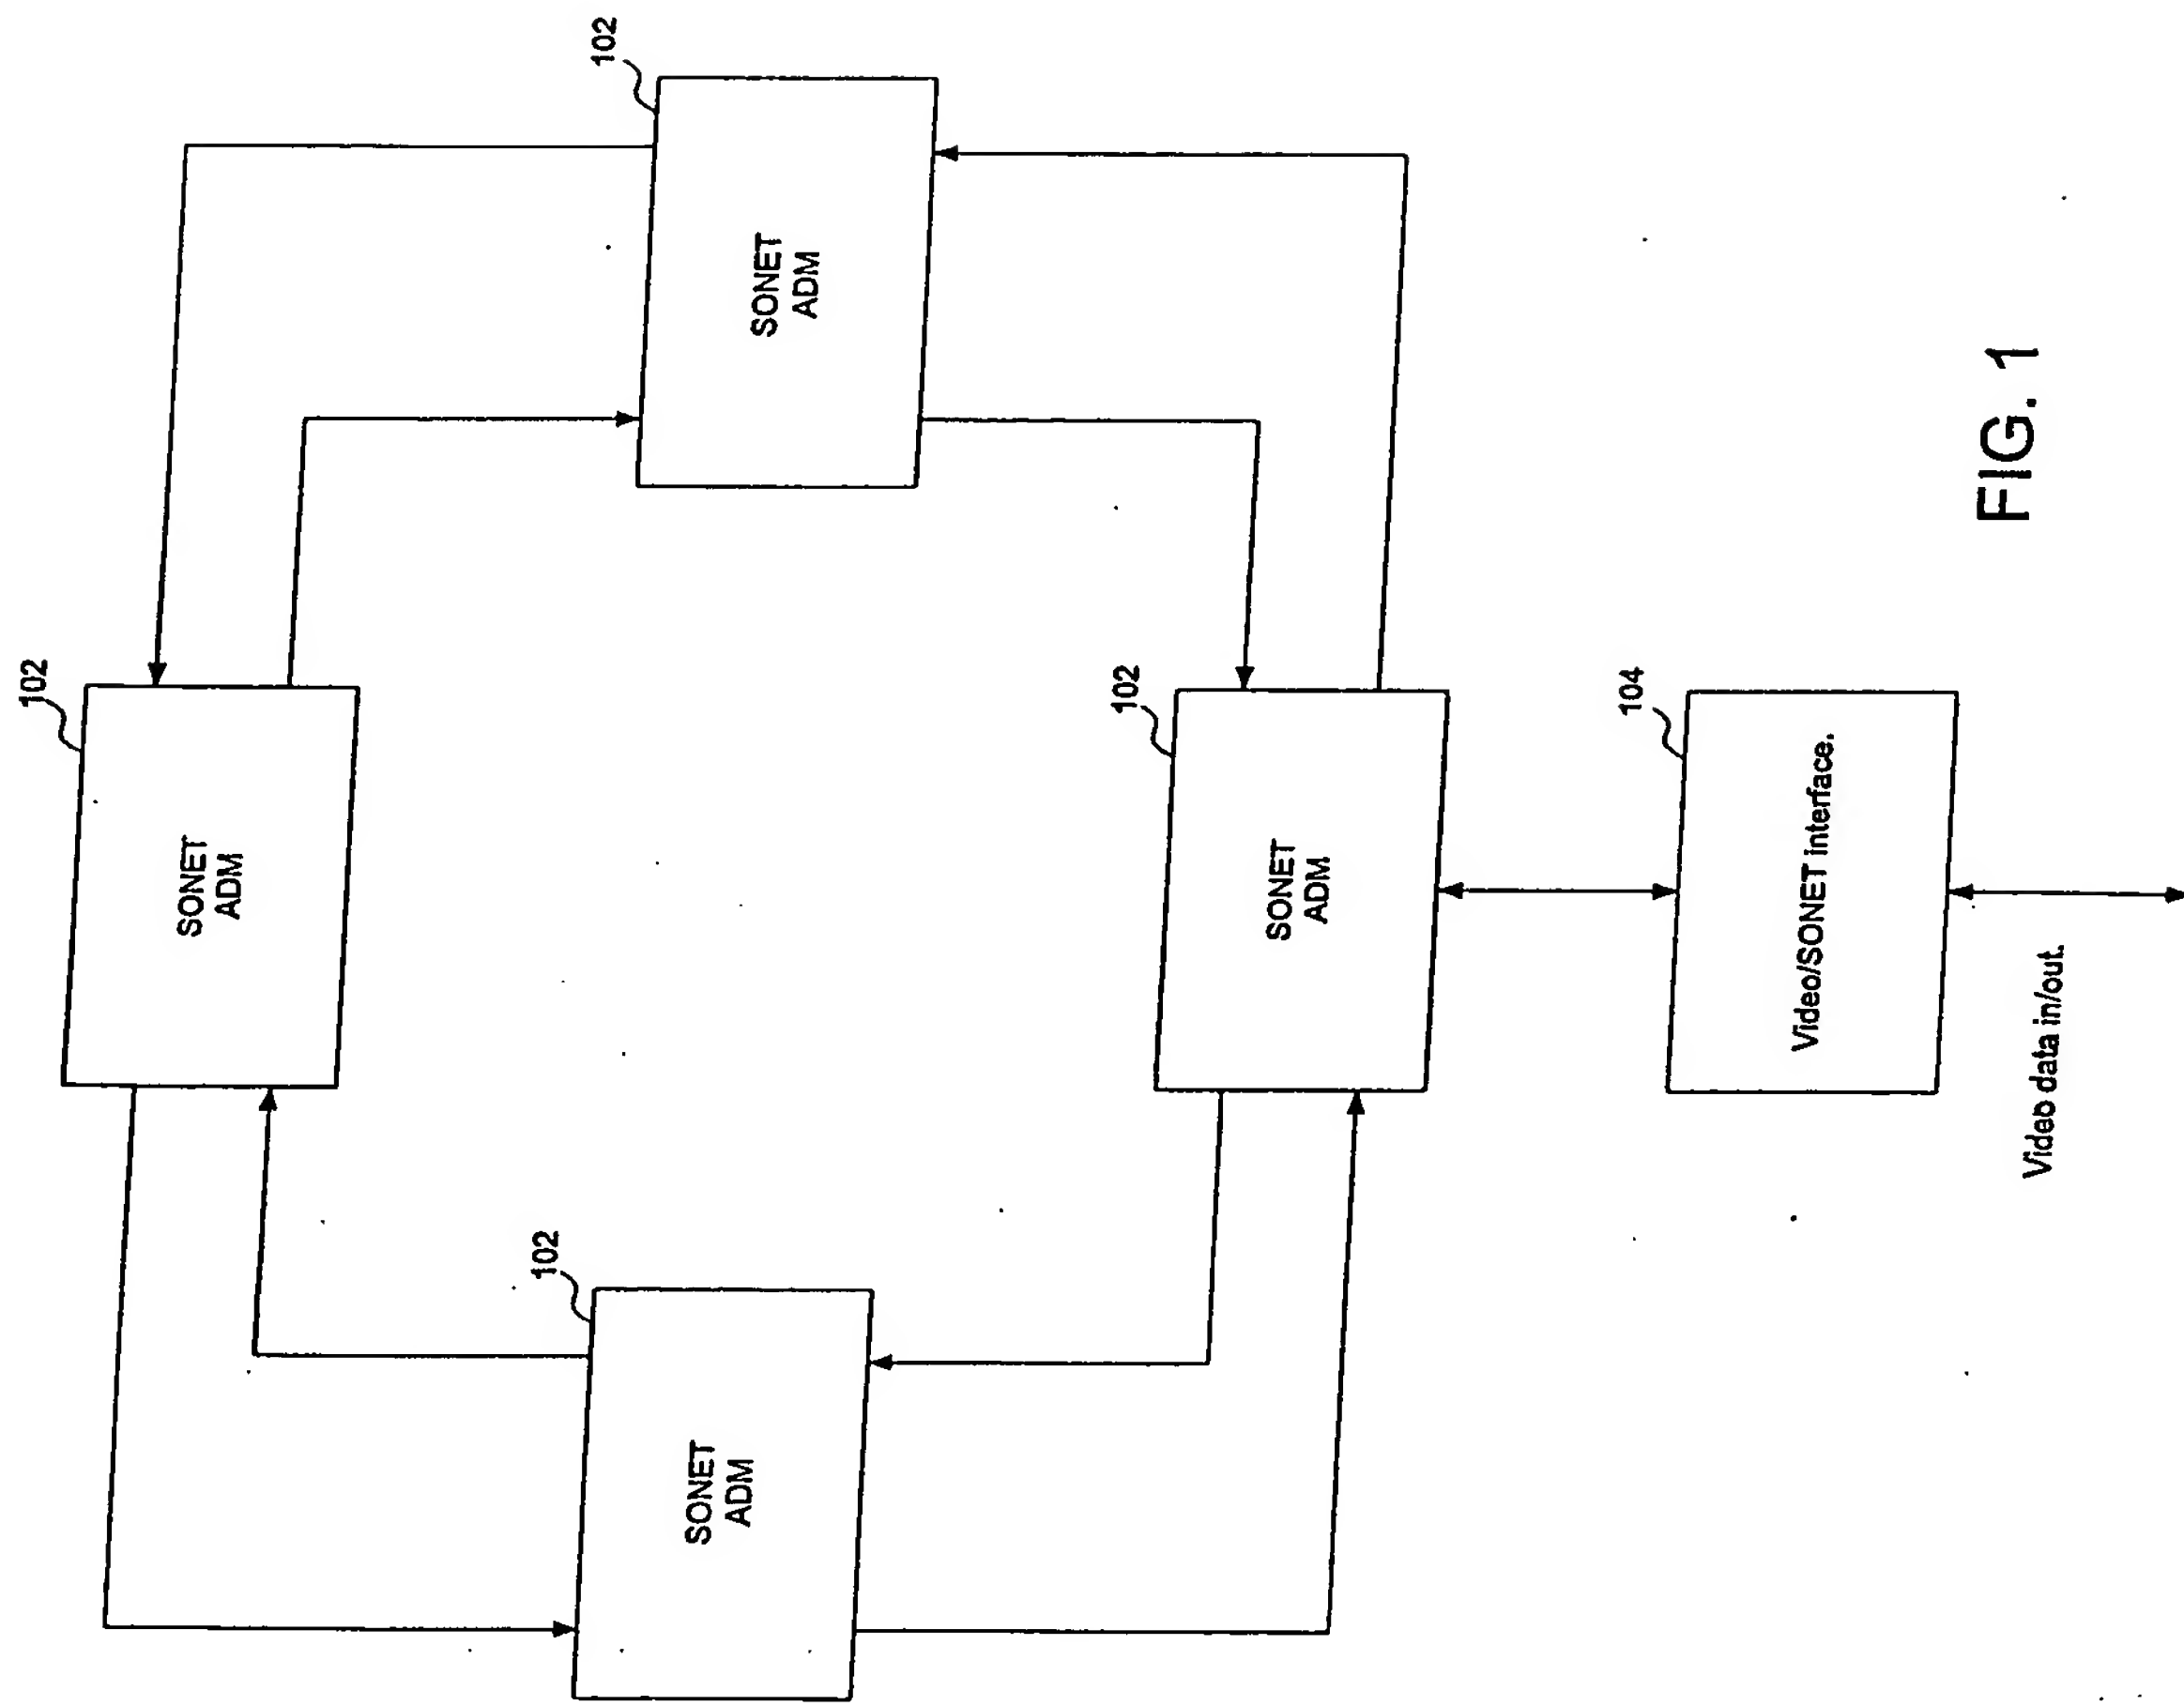 102
SONET
ADM
102
SONET
ADM
102
SONET
ADM
102
SONET
ADM
104
Video/SONET interface.
Video data in/out.
FIG. 1